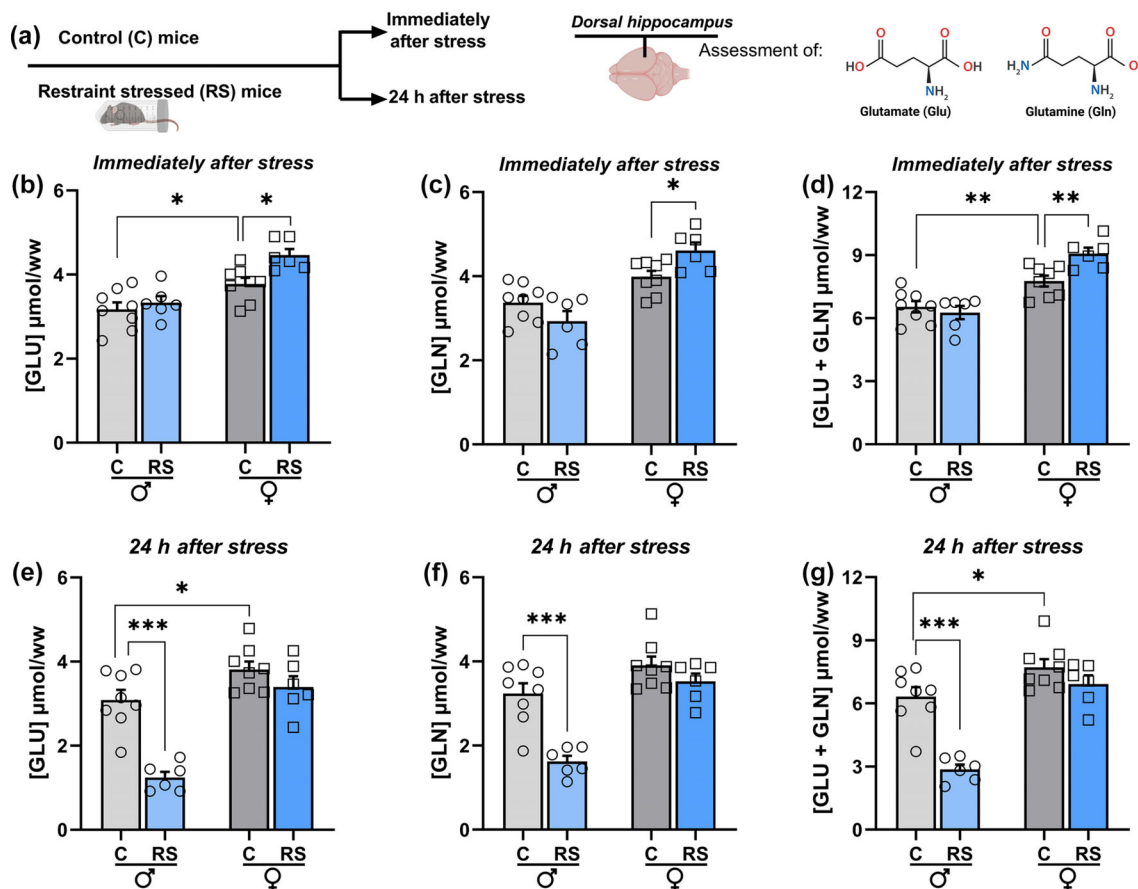 (a)
Control (C) mice
Restraint stressed (RS) mice
Immediately
after stress
24 h after stress
Dorsal hippocampus
Assessment of:
O
O
HO
OH
NH2
Glutamate (Glu)
O
O
H2N
O
NH2
Glutamine (Gln)
(b)
Immediately after stress
[GLU] µmol/ww
6
4
2
0
*
*
C RS C RS
♂ ♀
(c)
Immediately after stress
[GLN] µmol/ww
6
4
2
0
*
C RS C RS
♂ ♀
(d)
Immediately after stress
[GLU + GLN] µmol/ww
12
9
6
3
0
**
**
C RS C RS
♂ ♀
(e)
24 h after stress
[GLU] µmol/ww
6
4
2
0
*
***
C RS C RS
♂ ♀
(f)
24 h after stress
[GLN] µmol/ww
6
4
2
0
***
C RS C RS
♂ ♀
(g)
24 h after stress
[GLU + GLN] µmol/ww
12
9
6
3
0
*
***
C RS C RS
♂ ♀